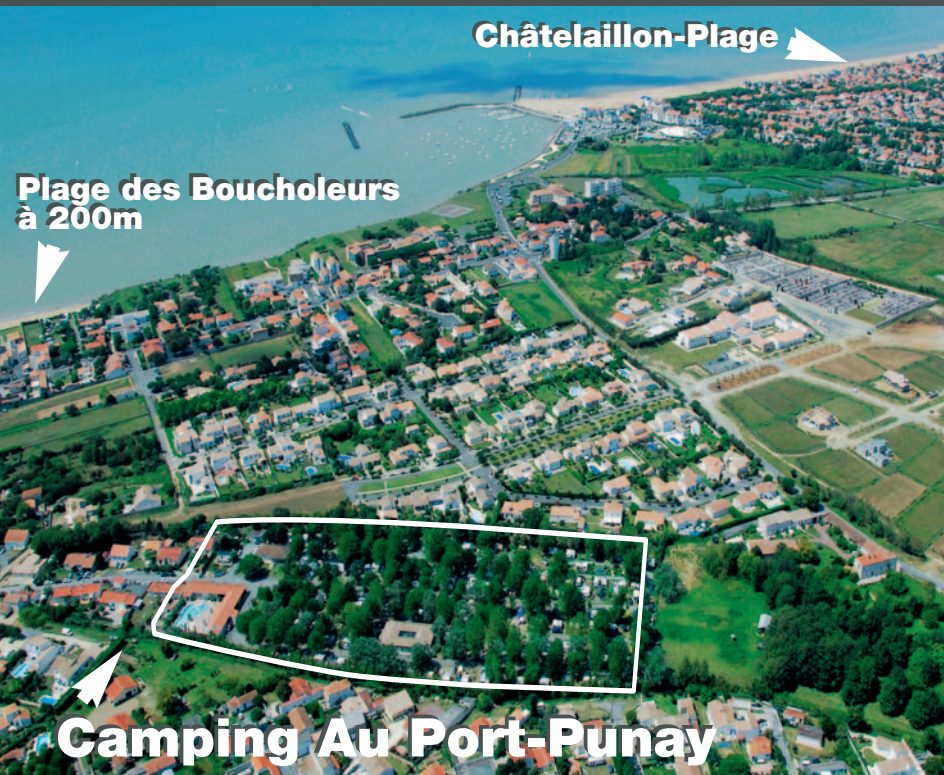 Châtelaillon-Plage
Plage des Boucholeurs
à 200m
Camping Au Port-Punay